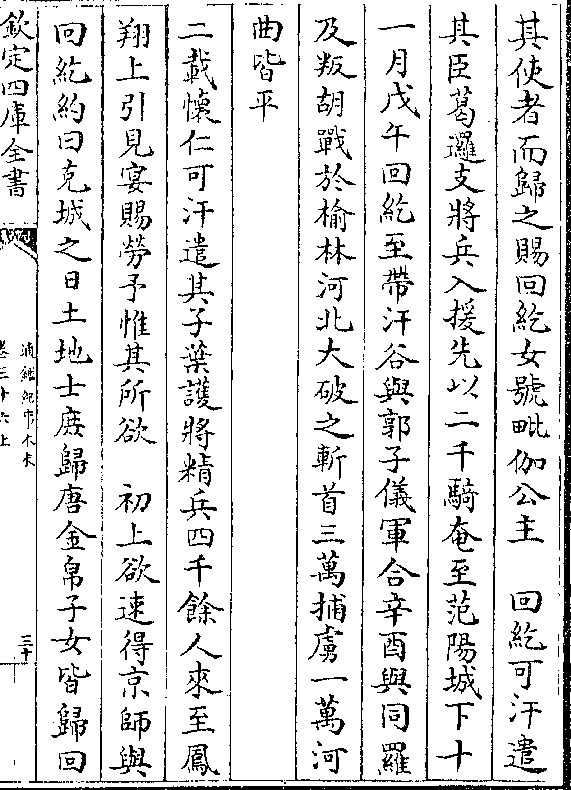 其使者而歸之賜回紇女號毗伽公主　回紇可汗遣
其臣葛邏支將兵入援先以二千騎奄至范陽城下十
一月戊午回紇至帶汗谷與郭子儀軍合辛酉與同羅
及叛胡戰於榆林河北大破之斬首三萬捕虜一萬河
曲皆平
二載懷仁可汗遣其子葉護將精兵四千餘人來至鳳
翔上引見宴賜勞予惟其所欲　初上欲速得京師與
回紇約曰克城之日土地士庶歸唐金帛子女皆歸回
欽定四庫全書
通鑑紀事本末
卷三十六上
三十